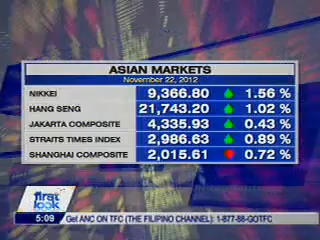 ASIAN MARKETS
November 22, 2012
NIKKEI 9,366.80 1.56 %
HANG SENG 21,743.20 1.02 %
JAKARTA COMPOSITE 4,335.93 0.43 %
STRAITS TIMES INDEX 2,986.63 0.89 %
SHANGHAI COMPOSITE 2,015.61 0.72 %
first
look
5:09 Get ANC ON TFC (THE FILIPINO CHANNEL): 1-877-88-GOTFC